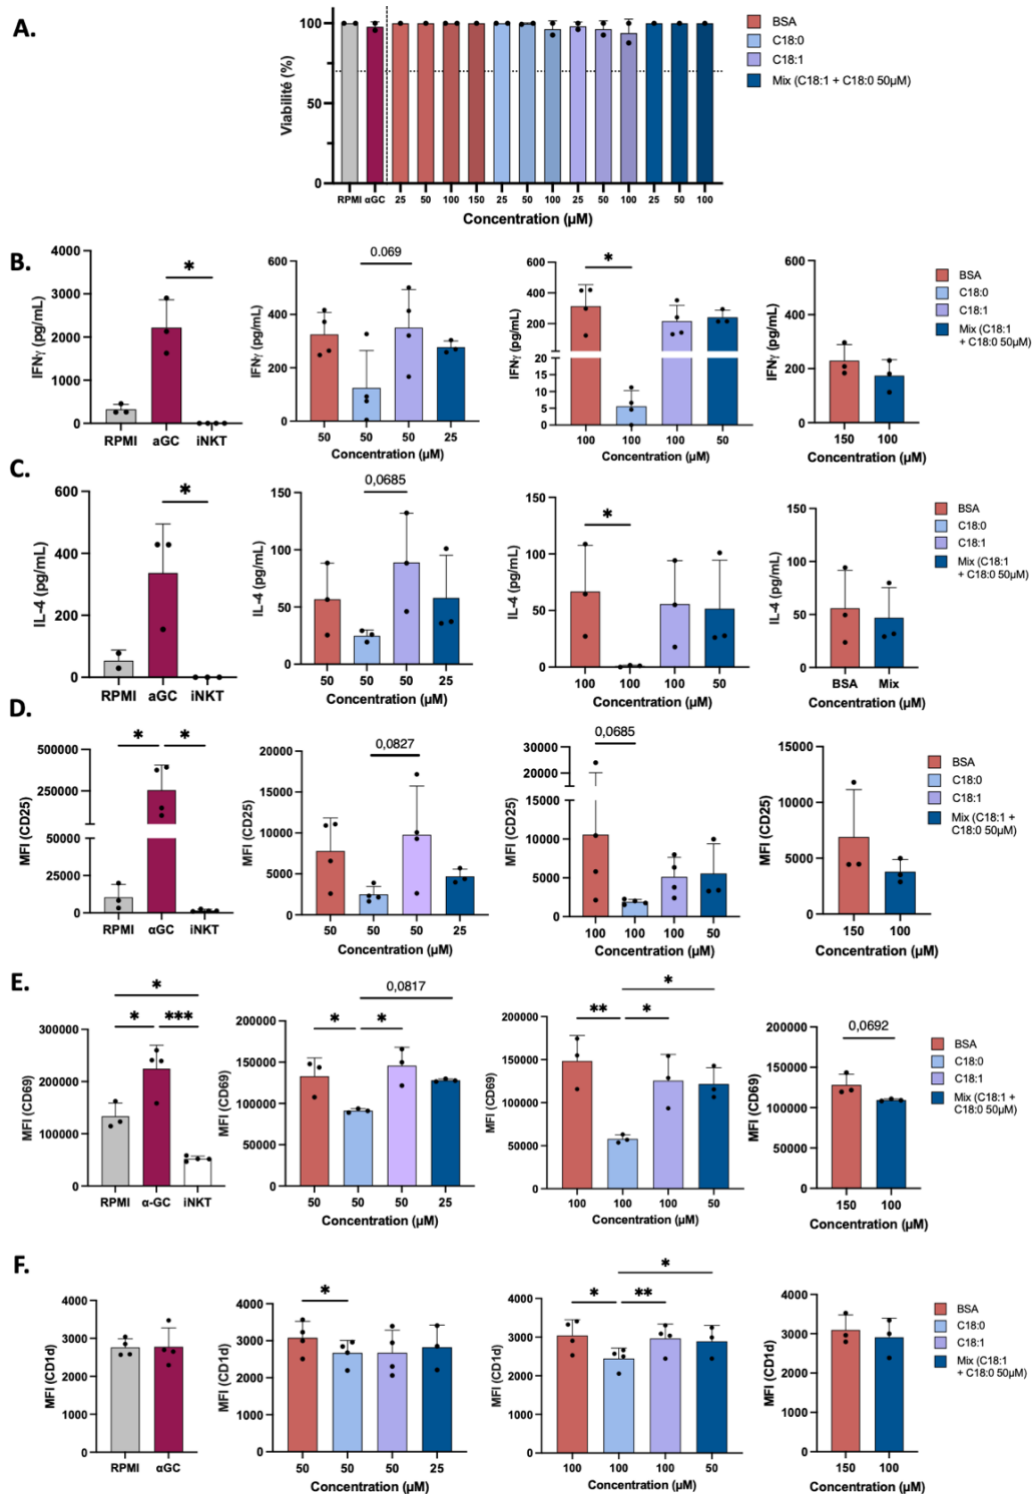 A.
100
50
0
Viabilité (%)
RPMI αGC 25 50 100 150 25 50 100 25 50 100 25 50 100
Concentration (µM)
BSA
C18:0
C18:1
Mix (C18:1 + C18:0 50µM)
B.
4000
3000
2000
1000
0
IFNγ (pg/mL)
*
RPMI aGC iNKT
600
400
200
0
IFNγ (pg/mL)
0.069
50 50 50 25
Concentration (µM)
600
400
200
20
15
10
5
0
IFNγ (pg/mL)
*
100 100 100 50
Concentration (µM)
600
400
200
0
IFNγ (pg/mL)
150 100
Concentration (µM)
BSA
C18:0
C18:1
Mix (C18:1
+ C18:0 50µM)
C.
600
400
200
0
IL-4 (pg/mL)
*
RPMI aGC iNKT
150
100
50
0
IL-4 (pg/mL)
0,0685
50 50 50 25
Concentration (µM)
150
100
50
0
IL-4 (pg/mL)
*
100 100 100 50
Concentration (µM)
150
100
50
0
IL-4 (pg/mL)
BSA Mix
Concentration (µM)
BSA
C18:0
C18:1
Mix (C18:1
+ C18:0 50µM)
D.
500000
250000
50000
25000
0
MFI (CD25)
* *
RPMI αGC iNKT
20000
15000
10000
5000
0
MFI (CD25)
0,0827
50 50 50 25
Concentration (µM)
30000
20000
15000
10000
5000
0
MFI (CD25)
0,0685
100 100 100 50
Concentration (µM)
15000
10000
5000
0
MFI (CD25)
150 100
Concentration (µM)
BSA
C18:0
C18:1
Mix (C18:1 +
C18:0 50µM)
E.
300000
200000
100000
0
MFI (CD69)
*
* ***
RPMI α-GC iNKT
200000
150000
100000
50000
0
MFI (CD69)
0,0817
* *
50 50 50 25
Concentration (µM)
200000
150000
100000
50000
0
MFI (CD69)
*
** *
100 100 100 50
Concentration (µM)
200000
150000
100000
50000
0
MFI (CD69)
0,0692
150 100
Concentration (µM)
BSA
C18:0
C18:1
Mix (C18:1 +
C18:0 50µM)
F.
4000
3000
2000
1000
0
MFI (CD1d)
RPMI αGC
4000
3000
2000
1000
0
MFI (CD1d)
*
50 50 50 25
Concentration (µM)
4000
3000
2000
1000
0
MFI (CD1d)
*
* **
100 100 100 50
Concentration (µM)
4000
3000
2000
1000
0
MFI (CD1d)
150 100
Concentration (µM)
BSA
C18:0
C18:1
Mix (C18:1
+ C18:0 50µM)